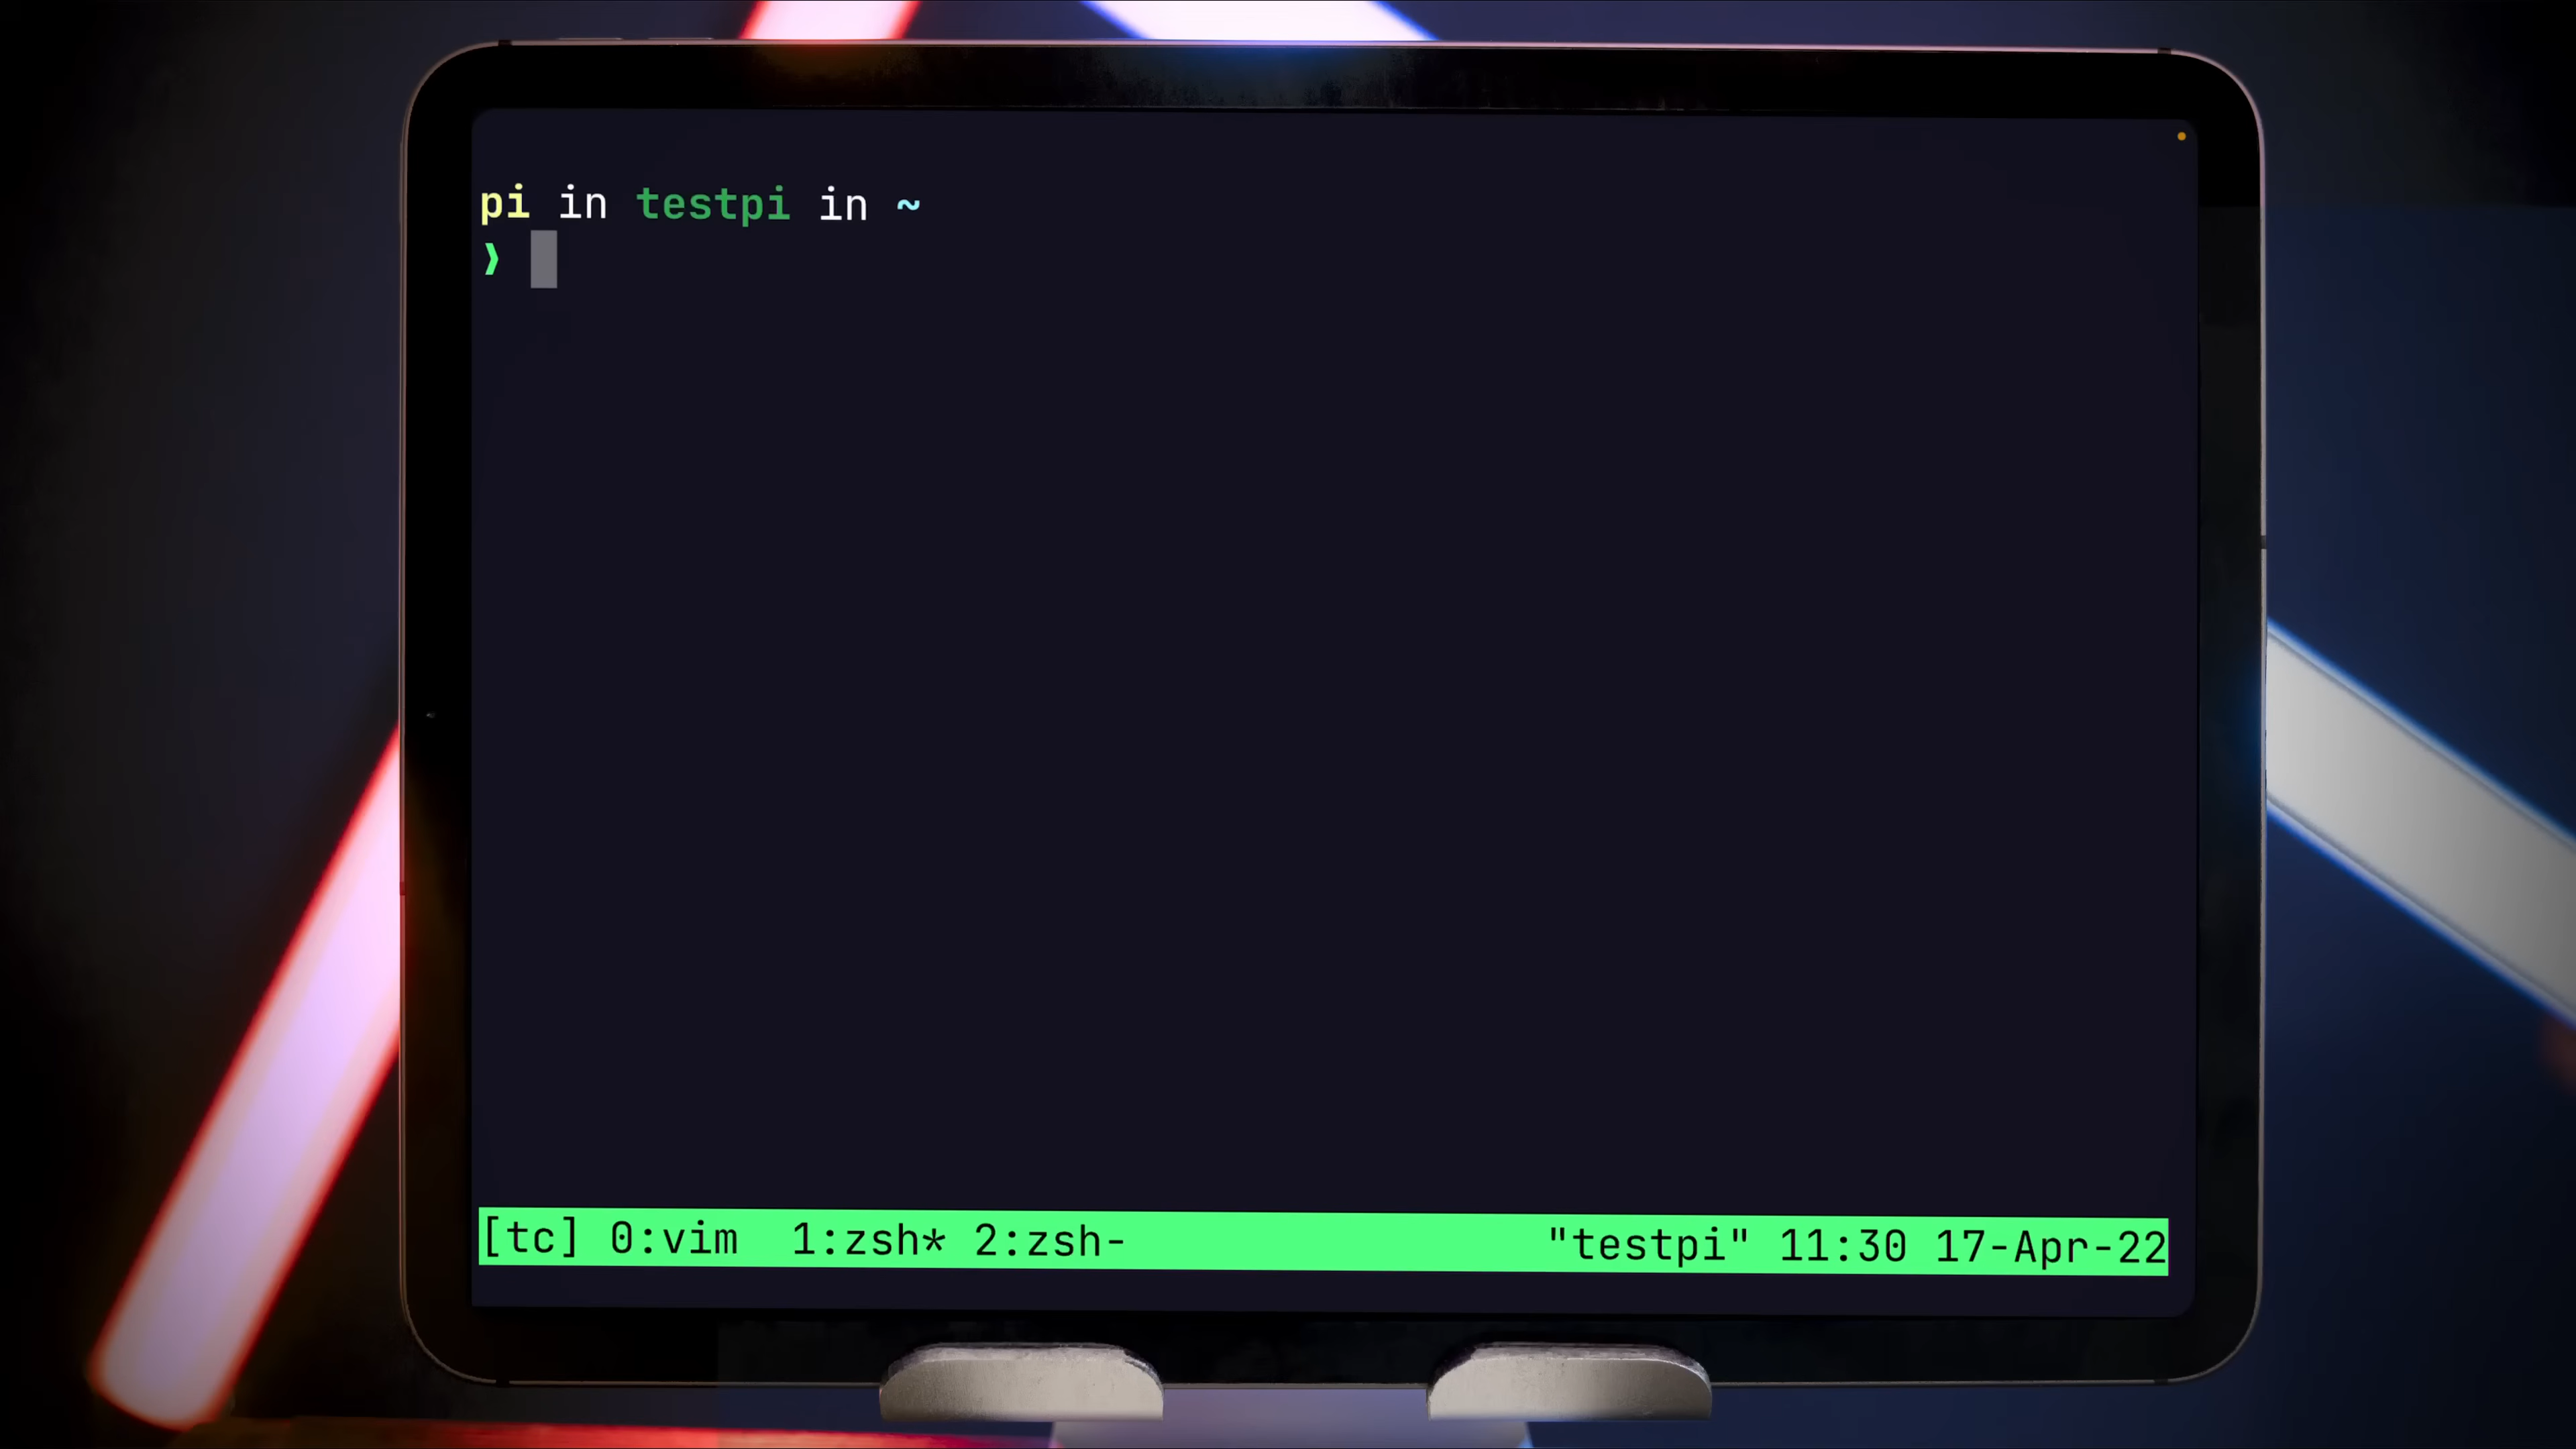 pi in testpi in ~
❯
[tc] 0:vim  1:zsh* 2:zsh- "testpi" 11:30 17-Apr-22